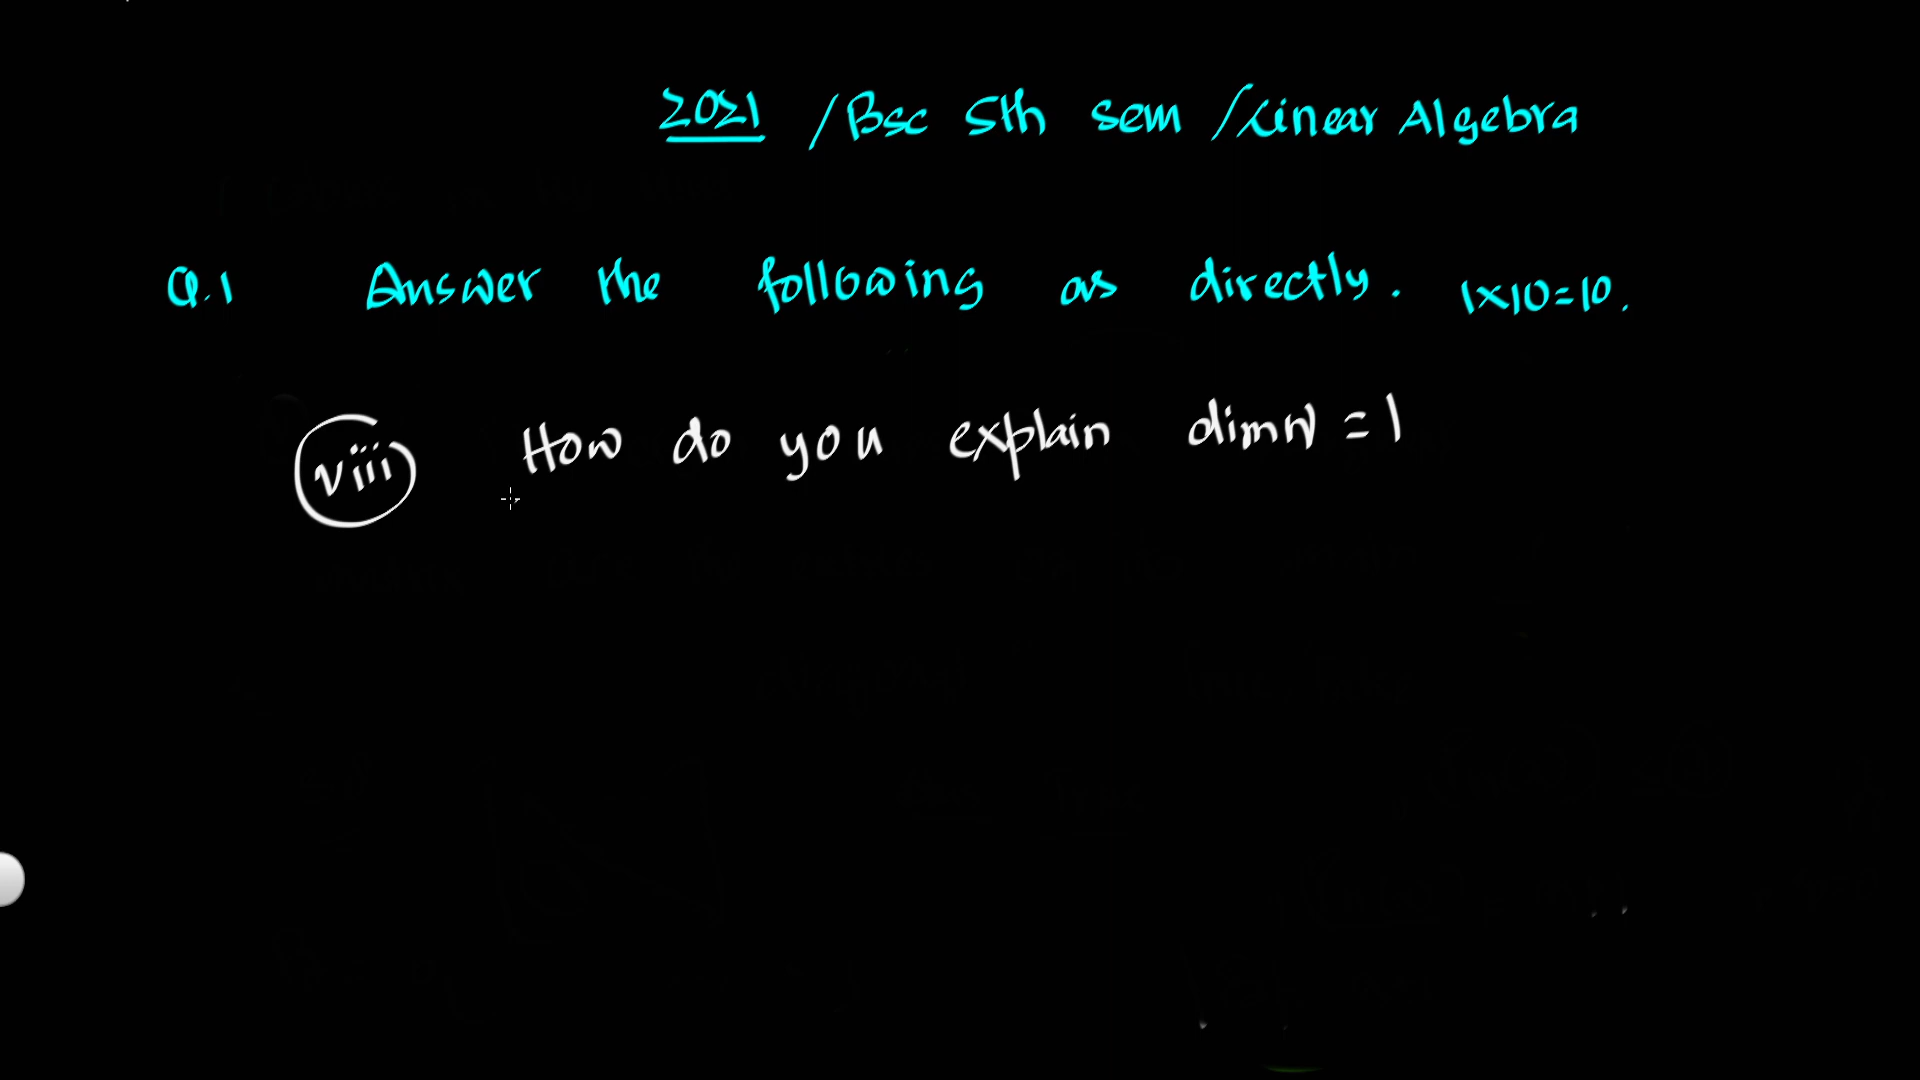 2021 / Bsc 5th sem / Linear Algebra
Q.1 Answer the following as directly. 1x10=10.
viii How do you explain dimW = 1